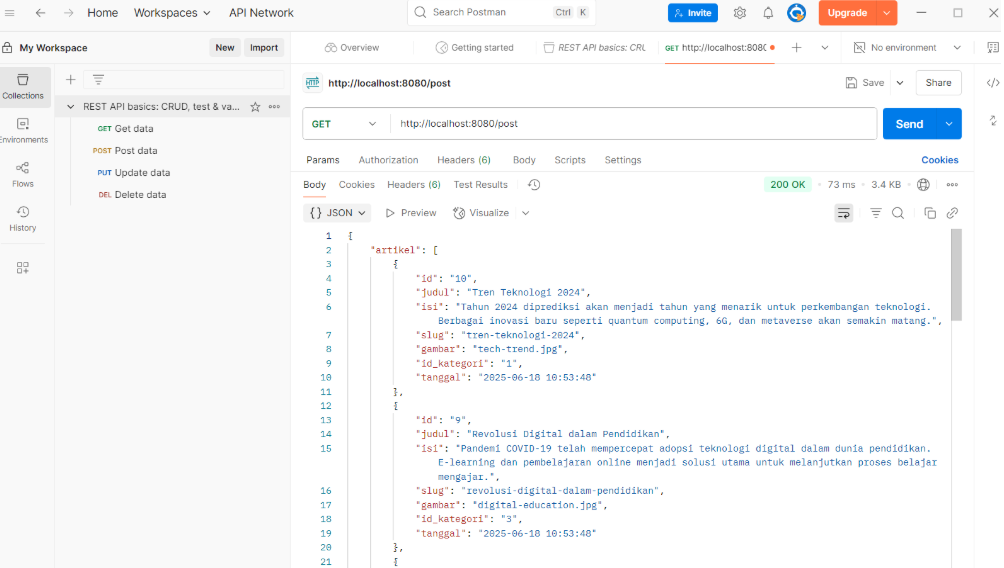 Home Workspaces API Network Search Postman Ctrl K Invite Upgrade
My Workspace New Import Overview Getting started REST API basics: CRU GET http://localhost:808 No environment
Collections
Environments
Flows
History
REST API basics: CRUD, test & va...
GET Get data
POST Post data
PUT Update data
DEL Delete data
HTTP http://localhost:8080/post Save Share
GET http://localhost:8080/post Send
Params Authorization Headers (6) Body Scripts Settings Cookies
Body Cookies Headers (6) Test Results 200 OK • 73 ms • 3.4 KB
{} JSON Preview Visualize
1 {
2 "artikel": [
3 {
4 "id": "10",
5 "judul": "Tren Teknologi 2024",
6 "isi": "Tahun 2024 diprediksi akan menjadi tahun yang menarik untuk perkembangan teknologi.
Berbagai inovasi baru seperti quantum computing, 6G, dan metaverse akan semakin matang.",
7 "slug": "tren-teknologi-2024",
8 "gambar": "tech-trend.jpg",
9 "id_kategori": "1",
10 "tanggal": "2025-06-18 10:53:48"
11 },
12 {
13 "id": "9",
14 "judul": "Revolusi Digital dalam Pendidikan",
15 "isi": "Pandemi COVID-19 telah mempercepat adopsi teknologi digital dalam dunia pendidikan.
E-learning dan pembelajaran online menjadi solusi utama untuk melanjutkan proses belajar
mengajar.",
16 "slug": "revolusi-digital-dalam-pendidikan",
17 "gambar": "digital-education.jpg",
18 "id_kategori": "3",
19 "tanggal": "2025-06-18 10:53:48"
20 },
21 {